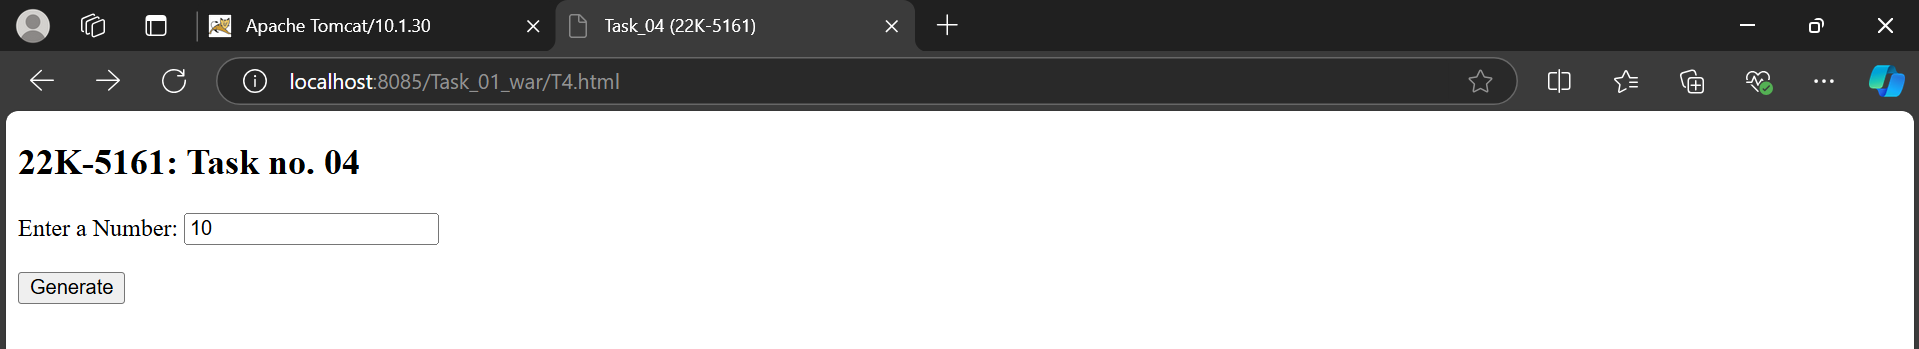 Apache Tomcat/10.1.30
Task_04 (22K-5161)
localhost:8085/Task_01_war/T4.html
22K-5161: Task no. 04
Enter a Number: 10
Generate